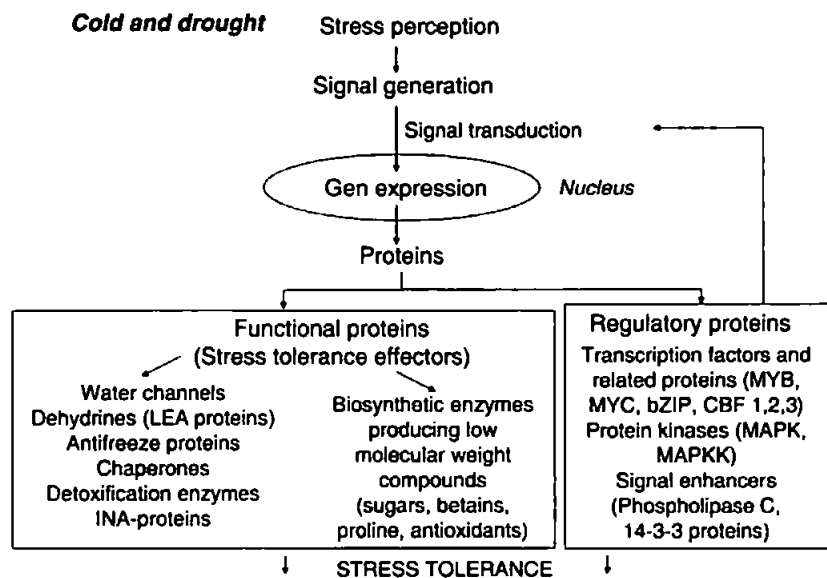 Cold and drought
Stress perception
Signal generation
Signal transduction
Gen expression
Nucleus
Proteins
Functional proteins
(Stress tolerance effectors)
Water channels
Dehydrines (LEA proteins)
Antifreeze proteins
Chaperones
Detoxification enzymes
INA-proteins
Biosynthetic enzymes
producing low
molecular weight
compounds
(sugars, betains,
proline, antioxidants)
Regulatory proteins
Transcription factors and
related proteins (MYB,
MYC, bZIP, CBF 1,2,3)
Protein kinases (MAPK,
MAPKK)
Signal enhancers
(Phospholipase C,
14-3-3 proteins)
STRESS TOLERANCE